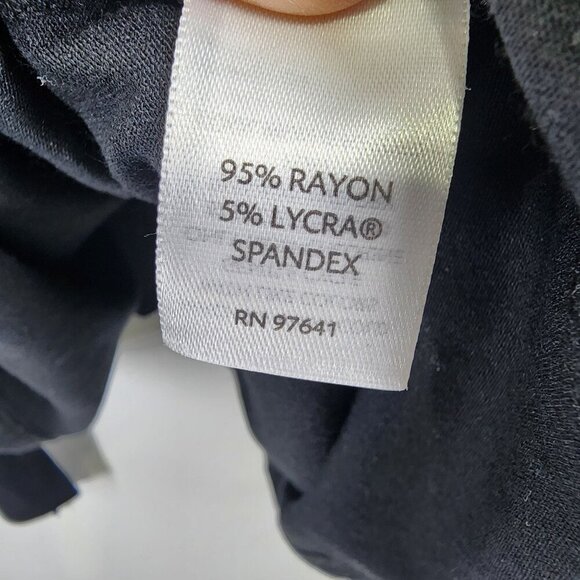 95% RAYON
5% LYCRA®
SPANDEX
RN 97641